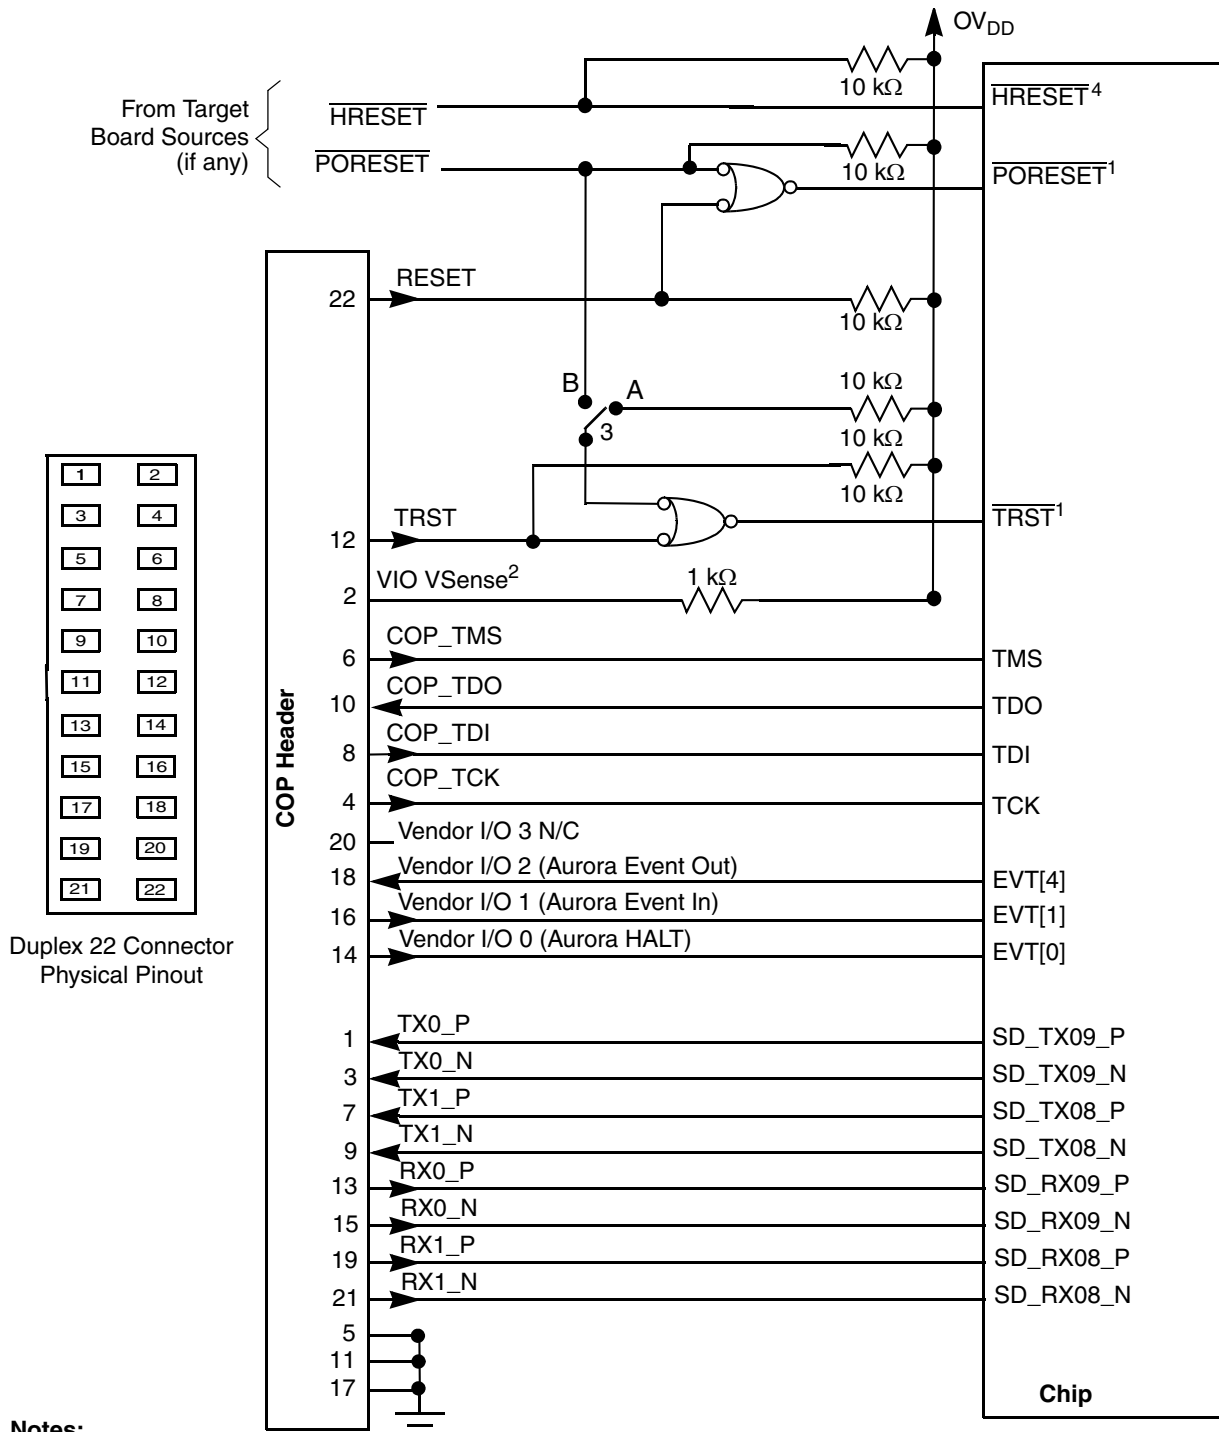 OVDD
10 kΩ
From Target
Board Sources
(if any)
HRESET
HRESET4
PORESET
10 kΩ
PORESET1
RESET
22
10 kΩ
B
A
10 kΩ
3
10 kΩ
10 kΩ
TRST
12
TRST1
VIO VSense2
2
1 kΩ
COP_TMS
6
TMS
COP_TDO
10
TDO
COP_TDI
8
TDI
COP_TCK
4
TCK
20
Vendor I/O 3 N/C
18
Vendor I/O 2 (Aurora Event Out)
EVT[4]
16
Vendor I/O 1 (Aurora Event In)
EVT[1]
14
Vendor I/O 0 (Aurora HALT)
EVT[0]
1
TX0_P
SD_TX09_P
3
TX0_N
SD_TX09_N
7
TX1_P
SD_TX08_P
9
TX1_N
SD_TX08_N
13
RX0_P
SD_RX09_P
15
RX0_N
SD_RX09_N
19
RX1_P
SD_RX08_P
21
RX1_N
SD_RX08_N
5
11
17
COP Header
Chip
1 2
3 4
5 6
7 8
9 10
11 12
13 14
15 16
17 18
19 20
21 22
Duplex 22 Connector
Physical Pinout
Notes: